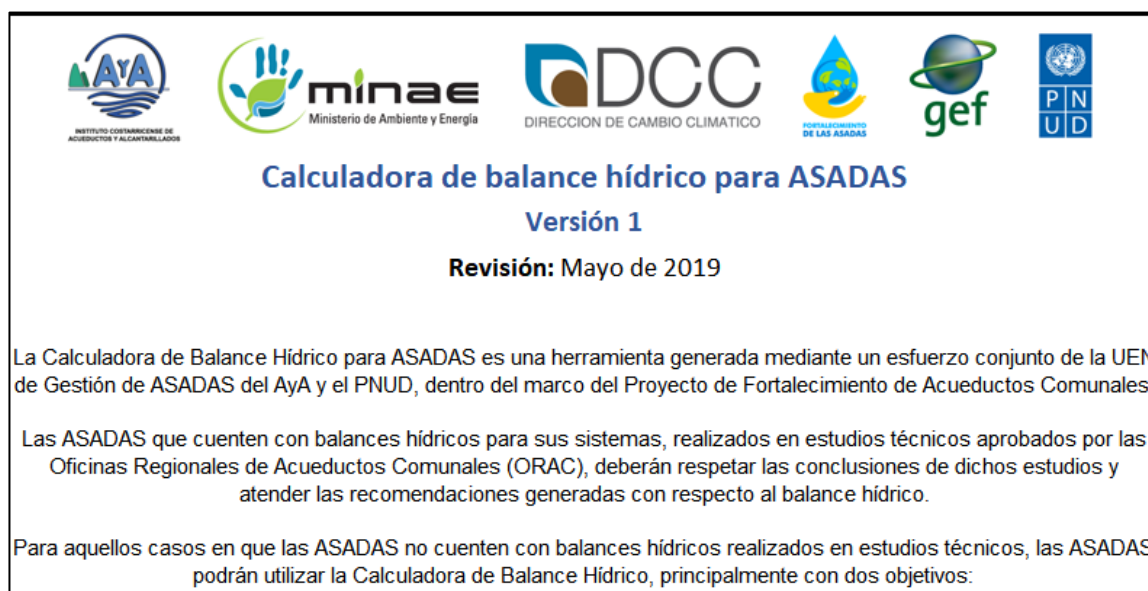 AyA
INSTITUTO COSTARRICENSE DE
ACUEDUCTOS Y ALCANTARILLADOS
minae
Ministerio de Ambiente y Energía
DCC
DIRECCION DE CAMBIO CLIMATICO
FORTALECIMIENTO
DE LAS ASADAS
gef
P N
U D
Calculadora de balance hídrico para ASADAS
Versión 1
Revisión: Mayo de 2019
La Calculadora de Balance Hídrico para ASADAS es una herramienta generada mediante un esfuerzo conjunto de la UEN
de Gestión de ASADAS del AyA y el PNUD, dentro del marco del Proyecto de Fortalecimiento de Acueductos Comunales
Las ASADAS que cuenten con balances hídricos para sus sistemas, realizados en estudios técnicos aprobados por las
Oficinas Regionales de Acueductos Comunales (ORAC), deberán respetar las conclusiones de dichos estudios y
atender las recomendaciones generadas con respecto al balance hídrico.
Para aquellos casos en que las ASADAS no cuenten con balances hídricos realizados en estudios técnicos, las ASADAS
podrán utilizar la Calculadora de Balance Hídrico, principalmente con dos objetivos: